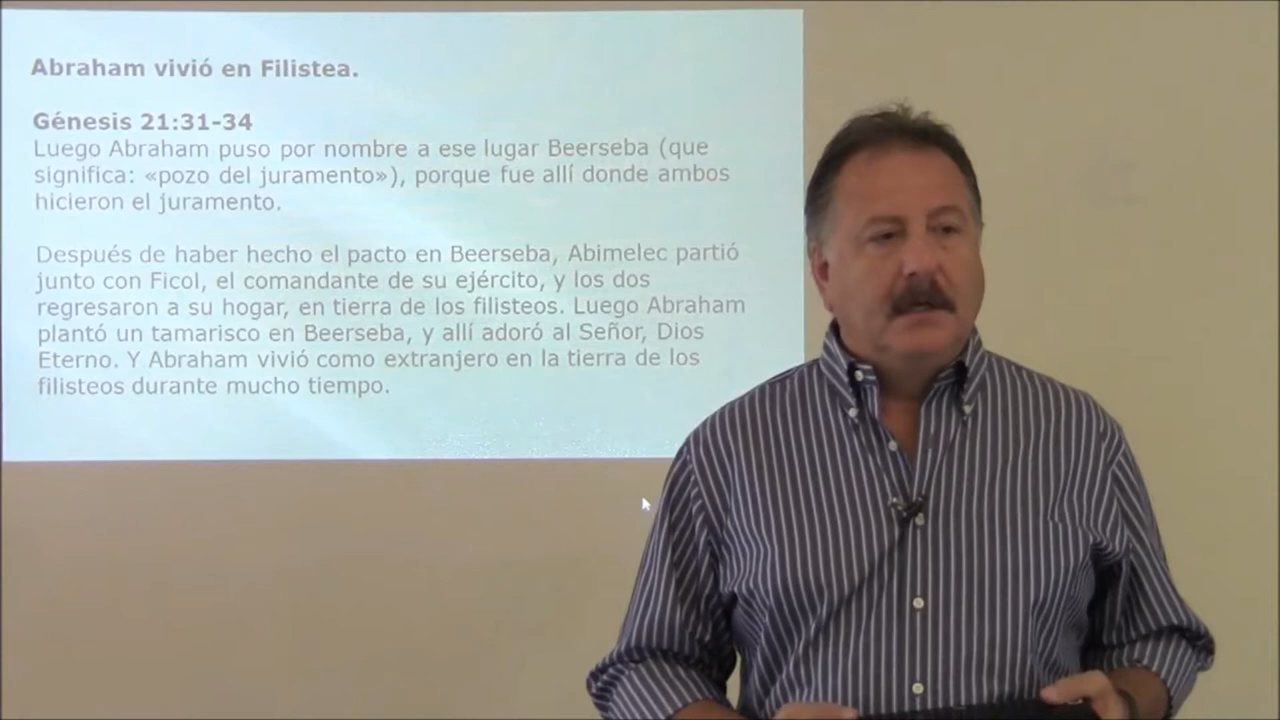 Abraham vivió en Filistea.
Génesis 21:31-34
Luego Abraham puso por nombre a ese lugar Beerseba (que
significa: «pozo del juramento»), porque fue allí donde ambos
hicieron el juramento.
Después de haber hecho el pacto en Beerseba, Abimelec partió
junto con Ficol, el comandante de su ejército, y los dos
regresaron a su hogar, en tierra de los filisteos. Luego Abraham
plantó un tamarisco en Beerseba, y allí adoró al Señor, Dios
Eterno. Y Abraham vivió como extranjero en la tierra de los
filisteos durante mucho tiempo.